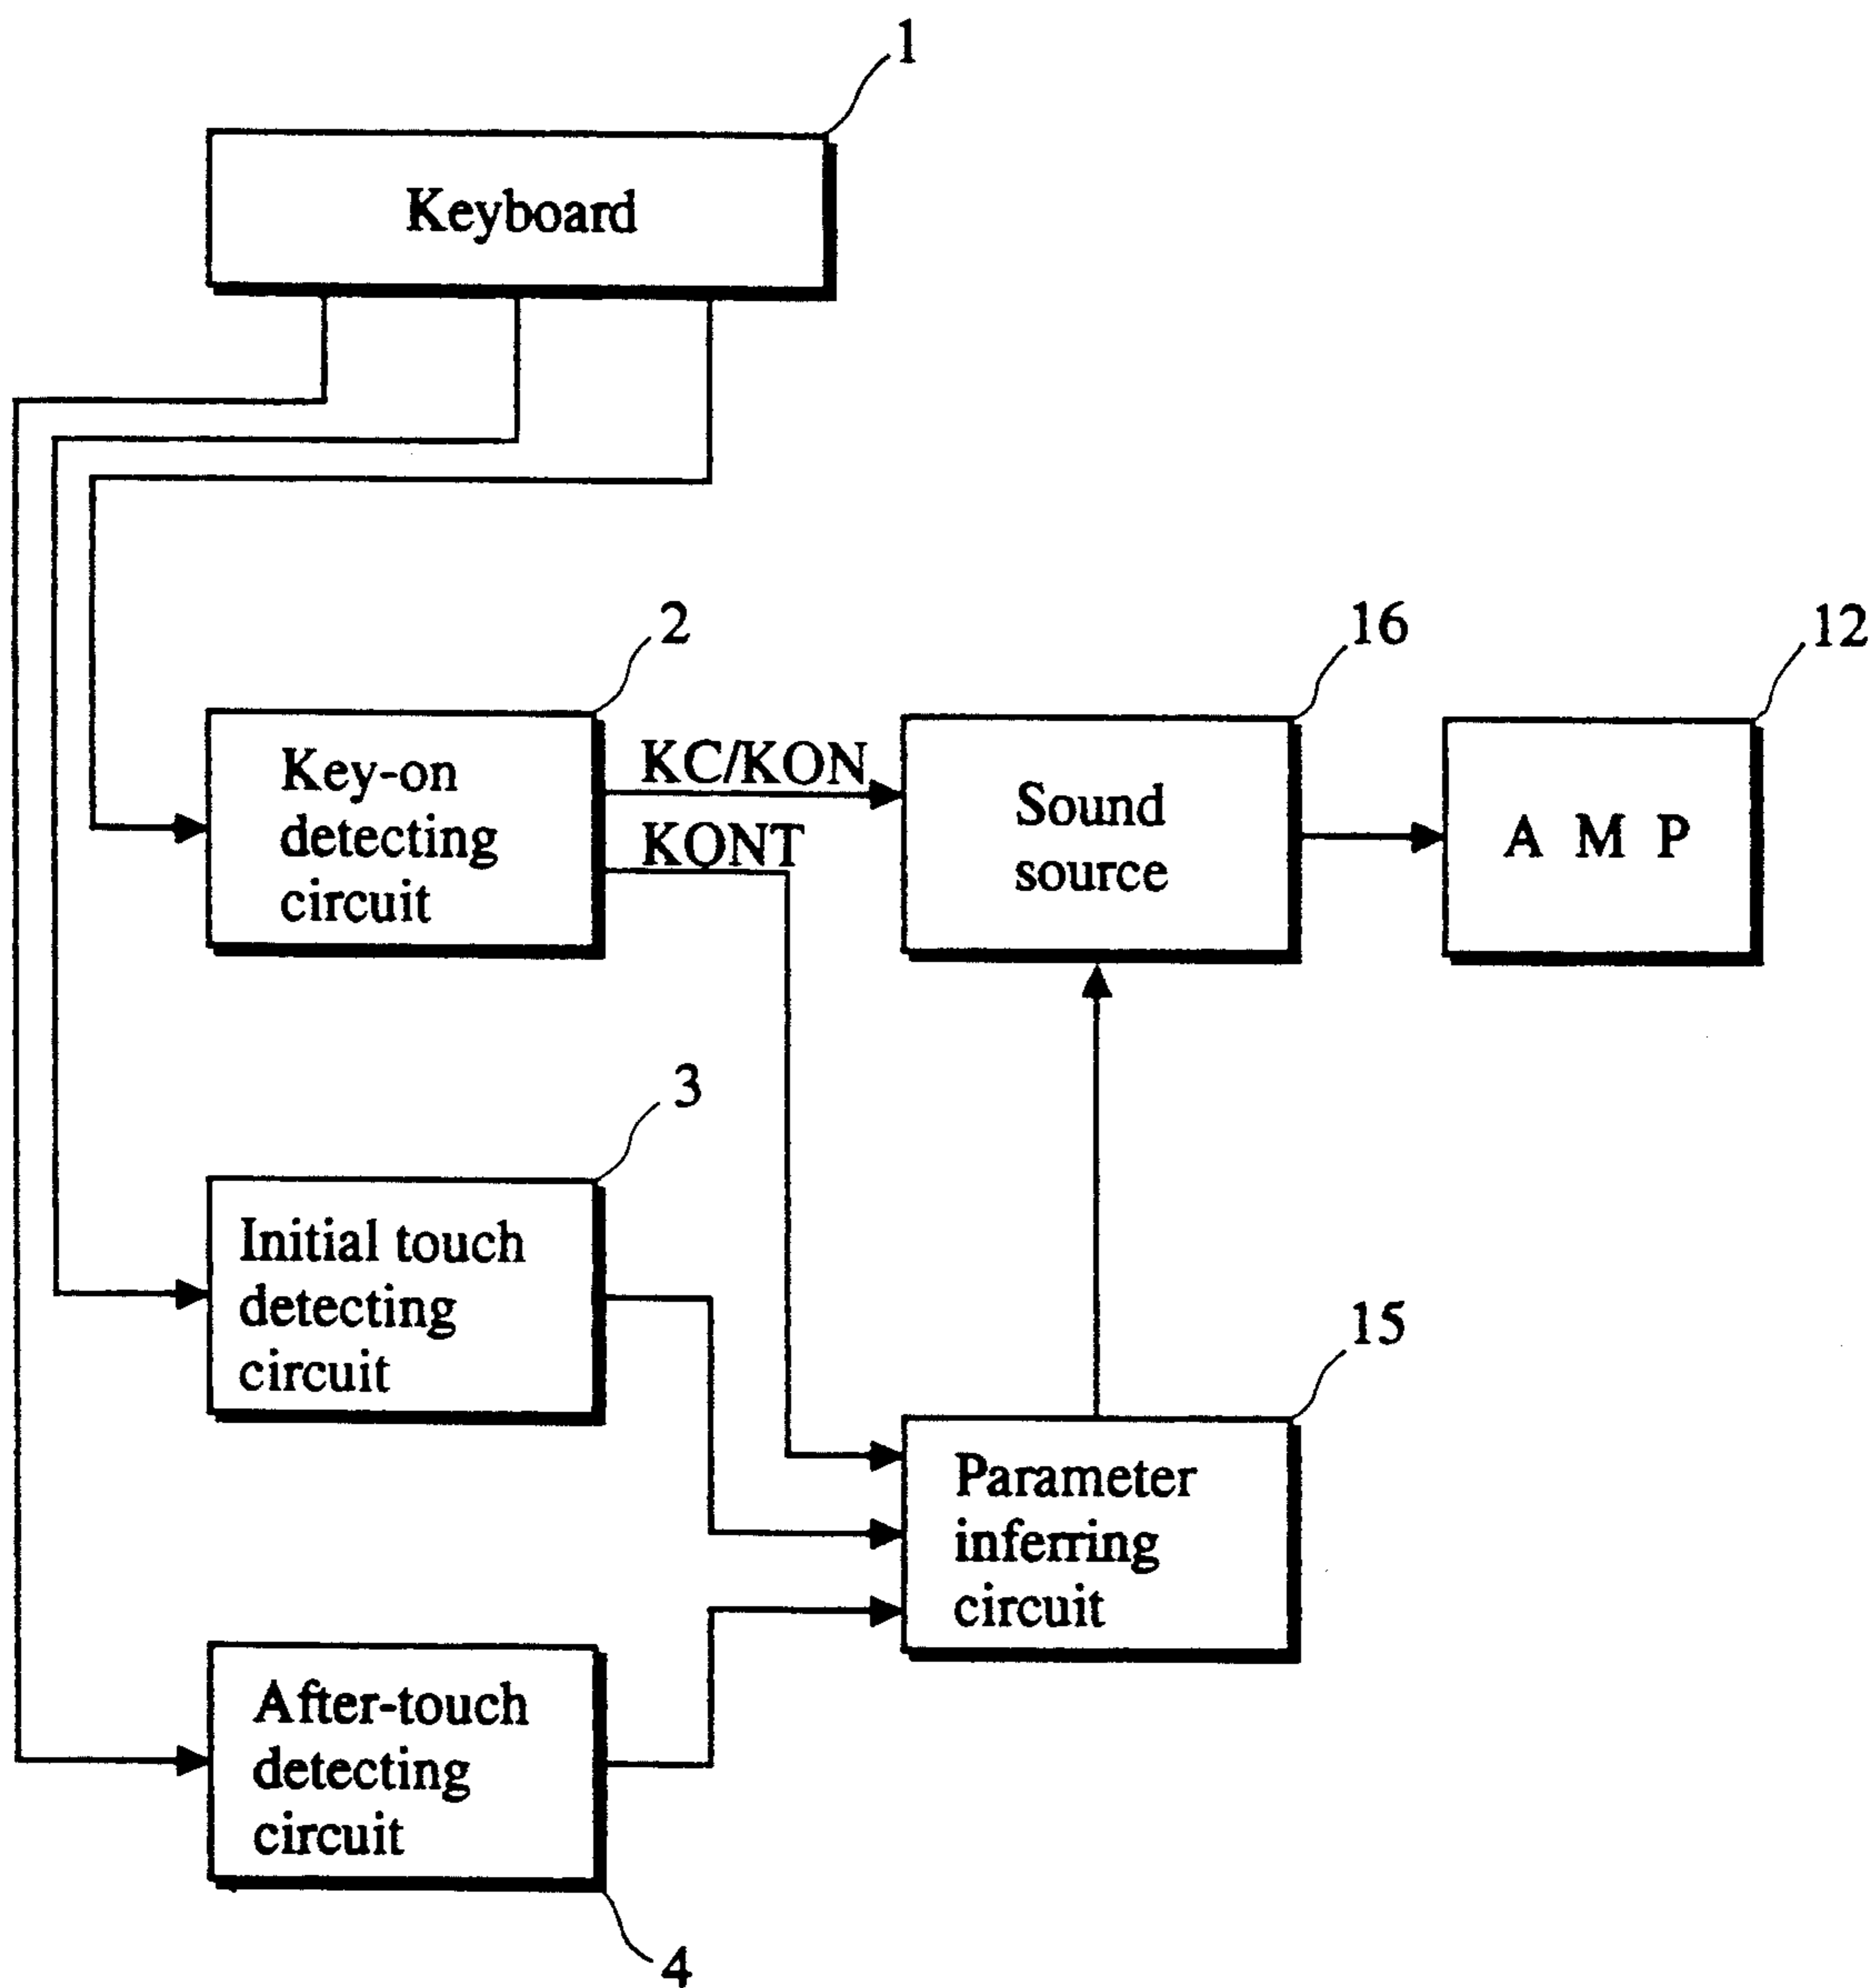 1
Keyboard
2
16
12
Key-on
detecting
circuit
KC/KON
KONT
Sound
source
A M P
3
Initial touch
detecting
circuit
15
Parameter
inferring
circuit
After-touch
detecting
circuit
4